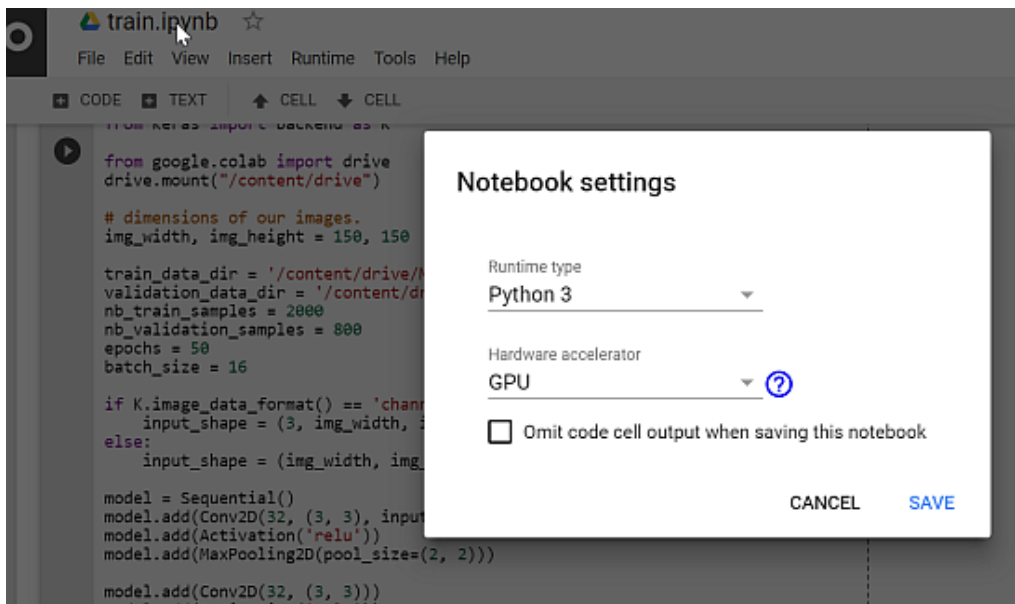 train.ipynb
File Edit View Insert Runtime Tools Help
CODE TEXT CELL CELL
from keras import backend as K
from google.colab import drive
drive.mount("/content/drive")
# dimensions of our images.
img_width, img_height = 150, 150
train_data_dir = '/content/drive/
validation_data_dir = '/content/dr
nb_train_samples = 2000
nb_validation_samples = 800
epochs = 50
batch_size = 16
if K.image_data_format() == 'chann
input_shape = (3, img_width,
else:
input_shape = (img_width, img_
model = Sequential()
model.add(Conv2D(32, (3, 3), input
model.add(Activation('relu'))
model.add(MaxPooling2D(pool_size=(2, 2)))
model.add(Conv2D(32, (3, 3)))
Notebook settings
Runtime type
Python 3
Hardware accelerator
GPU ?
Omit code cell output when saving this notebook
CANCEL SAVE